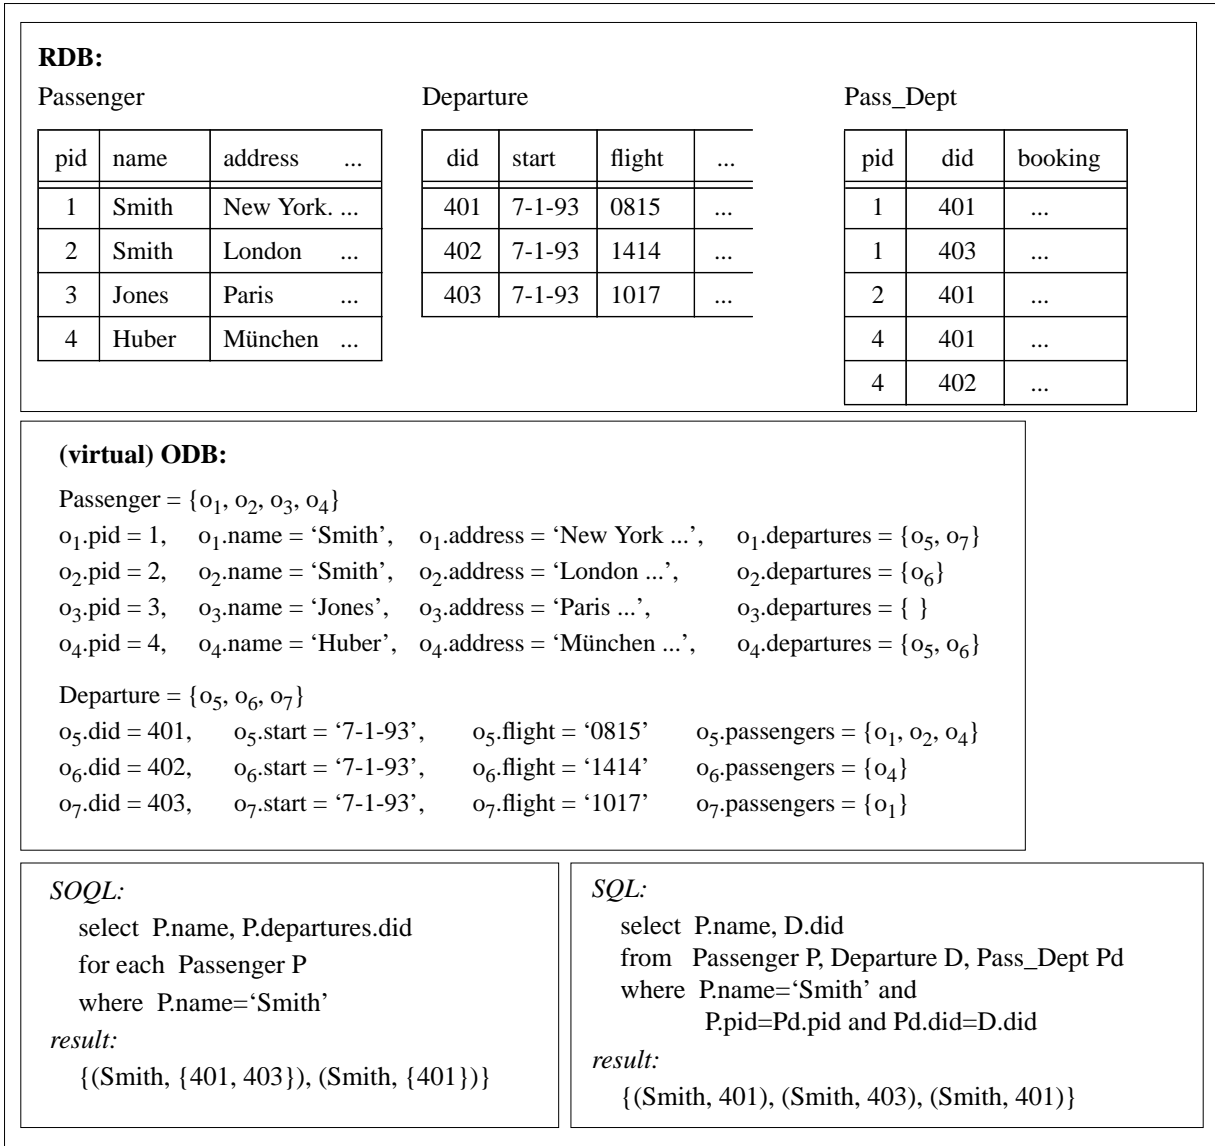 RDB:
Passenger Departure Pass_Dept
pid name address ... did start flight ... pid did booking
1 Smith New York. ... 401 7-1-93 0815 ... 1 401 ...
2 Smith London ... 402 7-1-93 1414 ... 1 403 ...
3 Jones Paris ... 403 7-1-93 1017 ... 2 401 ...
4 Huber München ... 4 401 ...
4 402 ...
(virtual) ODB:
Passenger = {o1, o2, o3, o4}
o1.pid = 1, o1.name = ‘Smith’, o1.address = ‘New York ...’, o1.departures = {o5, o7}
o2.pid = 2, o2.name = ‘Smith’, o2.address = ‘London ...’, o2.departures = {o6}
o3.pid = 3, o3.name = ‘Jones’, o3.address = ‘Paris ...’, o3.departures = { }
o4.pid = 4, o4.name = ‘Huber’, o4.address = ‘München ...’, o4.departures = {o5, o6}
Departure = {o5, o6, o7}
o5.did = 401, o5.start = ‘7-1-93’, o5.flight = ‘0815’ o5.passengers = {o1, o2, o4}
o6.did = 402, o6.start = ‘7-1-93’, o6.flight = ‘1414’ o6.passengers = {o4}
o7.did = 403, o7.start = ‘7-1-93’, o7.flight = ‘1017’ o7.passengers = {o1}
SOQL:
select P.name, P.departures.did
for each Passenger P
where P.name=‘Smith’
result:
{(Smith, {401, 403}), (Smith, {401})}
SQL:
select P.name, D.did
from Passenger P, Departure D, Pass_Dept Pd
where P.name=‘Smith’ and
P.pid=Pd.pid and Pd.did=D.did
result:
{(Smith, 401), (Smith, 403), (Smith, 401)}